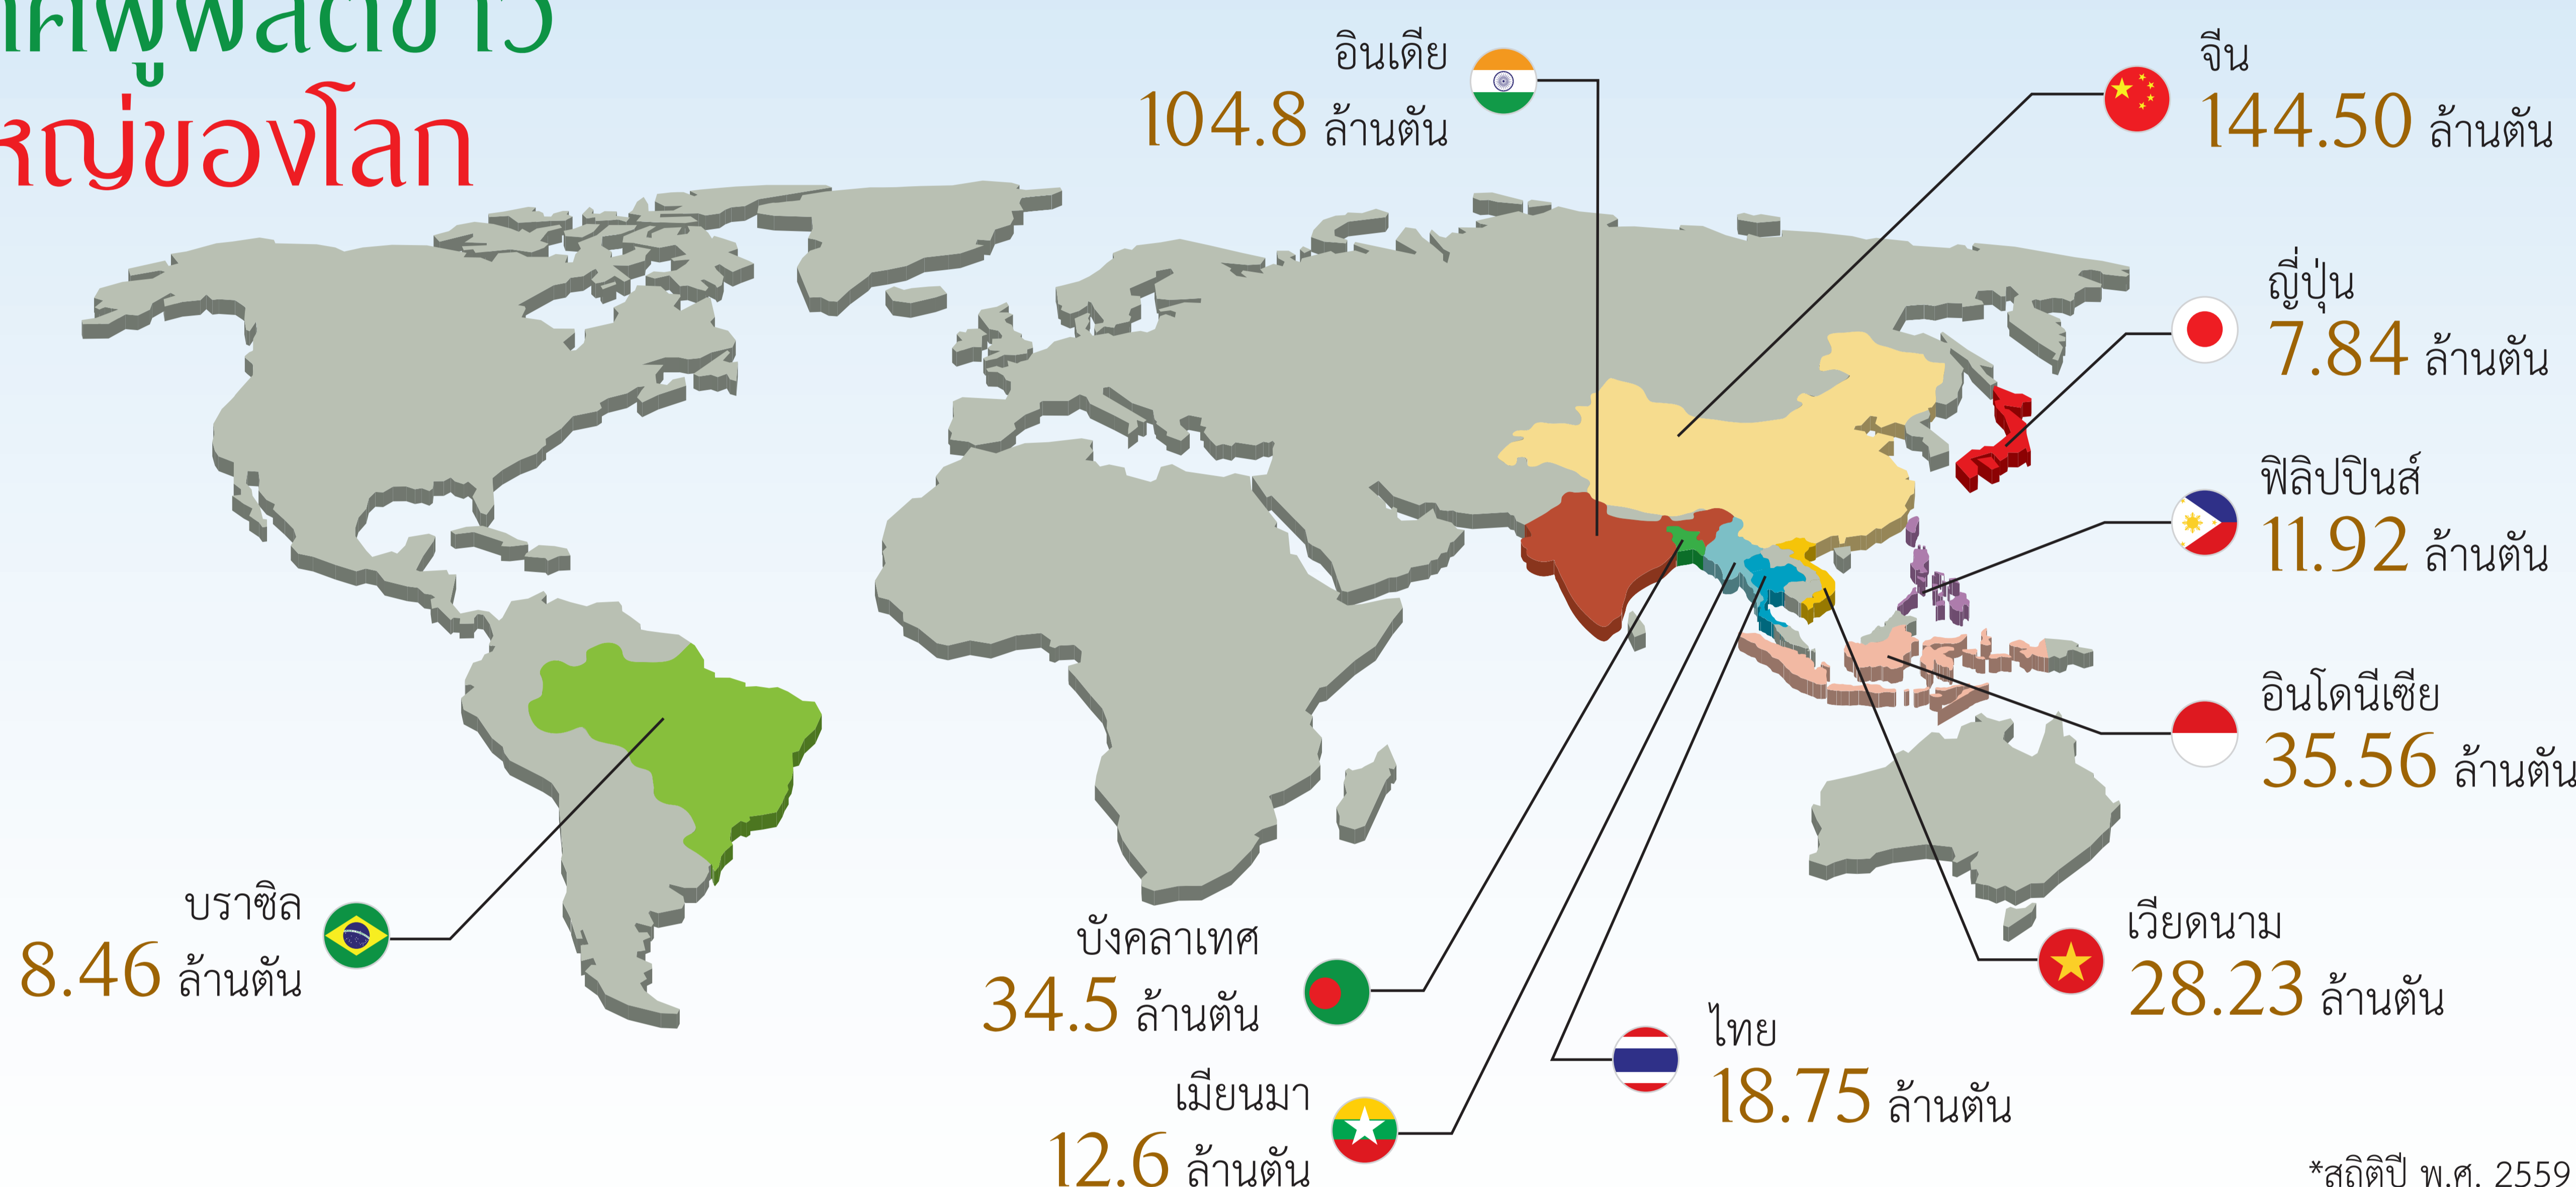 หญ่ของโลก
อินเดีย
104.8 ล้านตัน
จีน
144.50 ล้านตัน
ญี่ปุ่น
7.84 ล้านตัน
ฟิลิปปินส์
11.92 ล้านตัน
อินโดนีเซีย
35.56 ล้านตัน
เวียดนาม
28.23 ล้านตัน
ไทย
18.75 ล้านตัน
เมียนมา
12.6 ล้านตัน
บังคลาเทศ
34.5 ล้านตัน
บราซิล
8.46 ล้านตัน
*สถิติปี พ.ศ. 2559